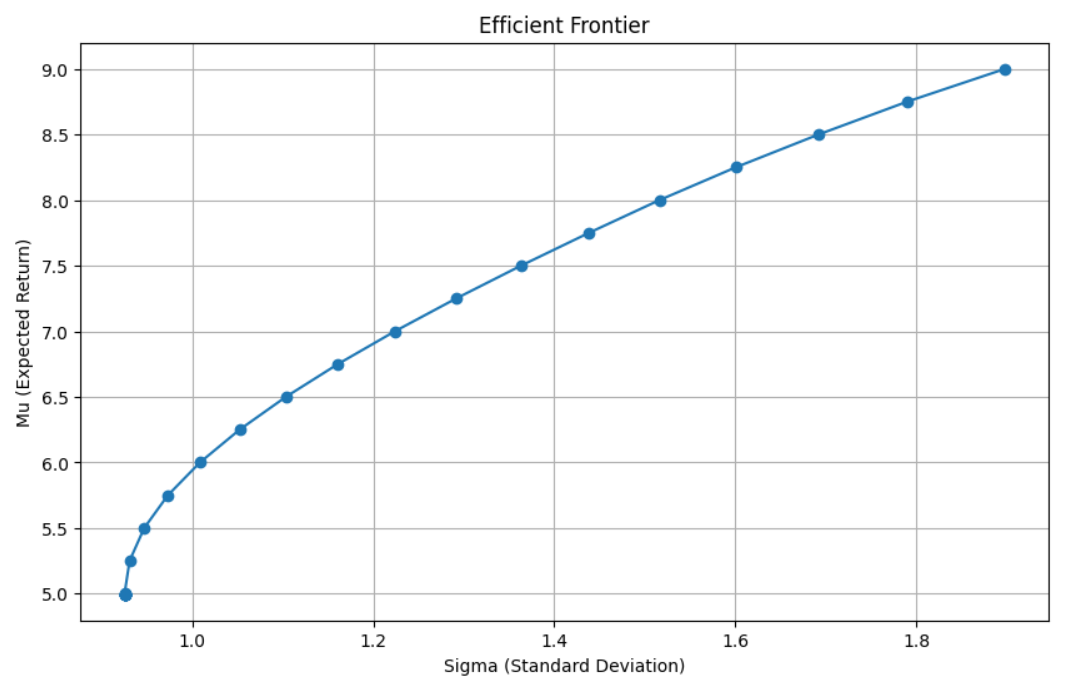 Efficient Frontier
Mu (Expected Return)
9.0
8.5
8.0
7.5
7.0
6.5
6.0
5.5
5.0
1.0 1.2 1.4 1.6 1.8
Sigma (Standard Deviation)